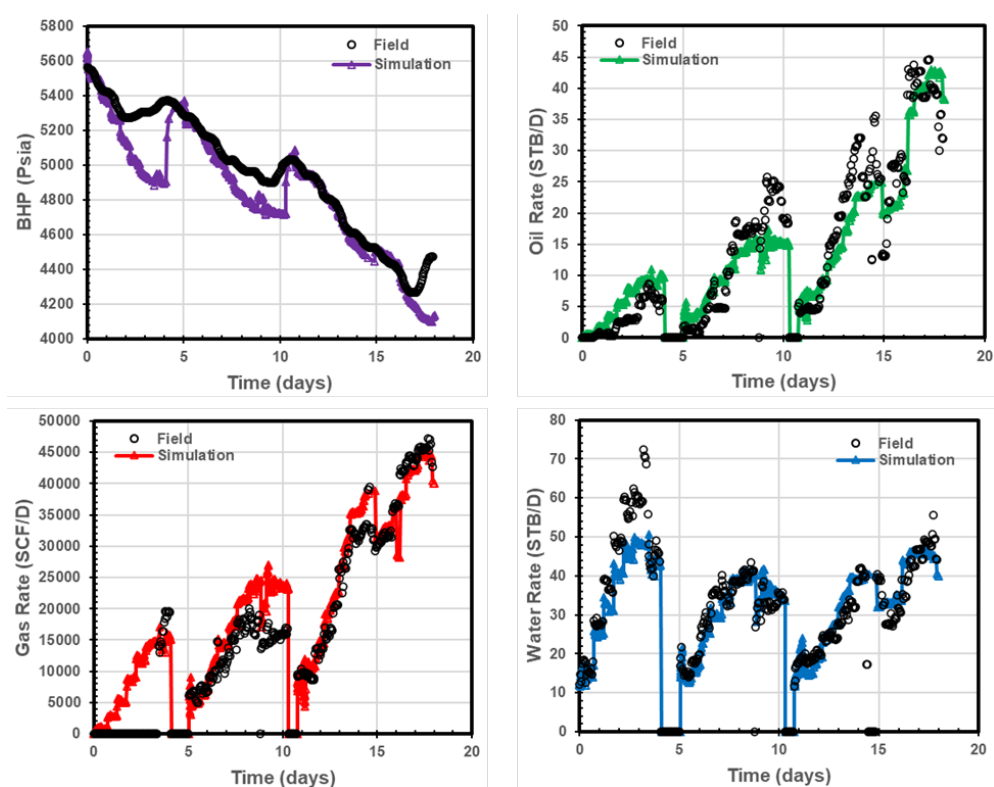 5800
5600
5400
5200
5000
4800
4600
4400
4200
4000
BHP (Psia)
Field
Simulation
0 5 10 15 20
Time (days)
50
45
40
35
30
25
20
15
10
5
0
Oil Rate (STB/D)
Field
Simulation
0 5 10 15 20
Time (days)
50000
45000
40000
35000
30000
25000
20000
15000
10000
5000
0
Gas Rate (SCF/D)
Field
Simulation
0 5 10 15 20
Time (days)
80
70
60
50
40
30
20
10
0
Water Rate (STB/D)
Field
Simulation
0 5 10 15 20
Time (days)